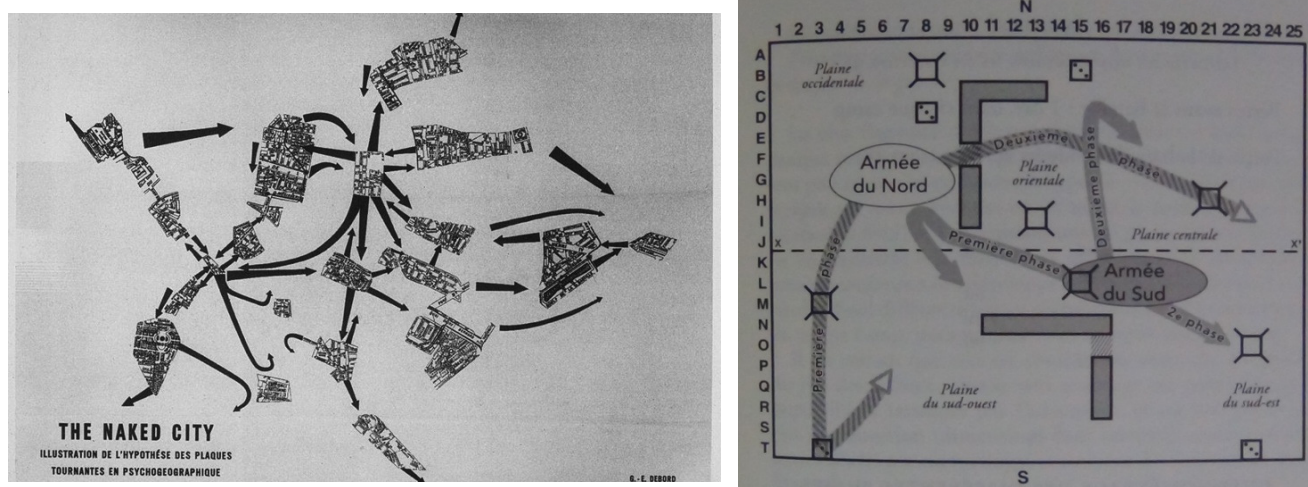 THE NAKED CITY
ILLUSTRATION DE L'HYPOTHÉSE DES PLAQUES
TOURNANTES EN PSYCHOGEOGRAPHIQUE
G.-E. DEBORD
N
1 2 3 4 5 6 7 8 9 10 11 12 13 14 15 16 17 18 19 20 21 22 23 24 25
A
B
C
D
E
F
G
H
I
J
K
L
M
N
O
P
Q
R
S
T
Plaine
occidentale
Deuxième phase
Armée
du Nord
Plaine
orientale
Deuxième phase
Plaine centrale
X
X'
Première phase
Première phase
Armée
du Sud
2e phase
Plaine
du sud-ouest
Plaine
du sud-est
S